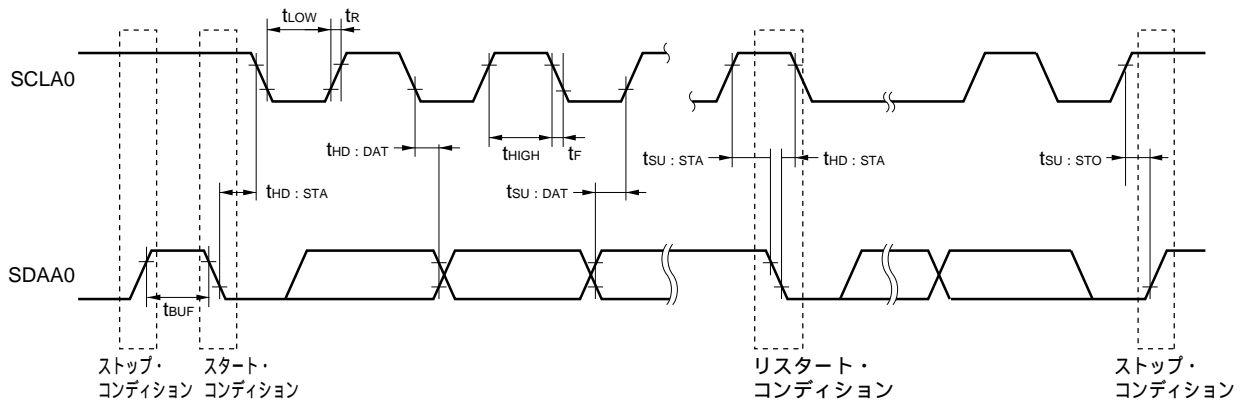 tLOW tR
SCLA0
tHD : DAT tHIGH tF tSU : STA tHD : STA tSU : STO
tHD : STA tSU : DAT
SDAA0
tBUF
ストップ・ スタート・ リスタート・ ストップ・
コンディション コンディション コンディション コンディション